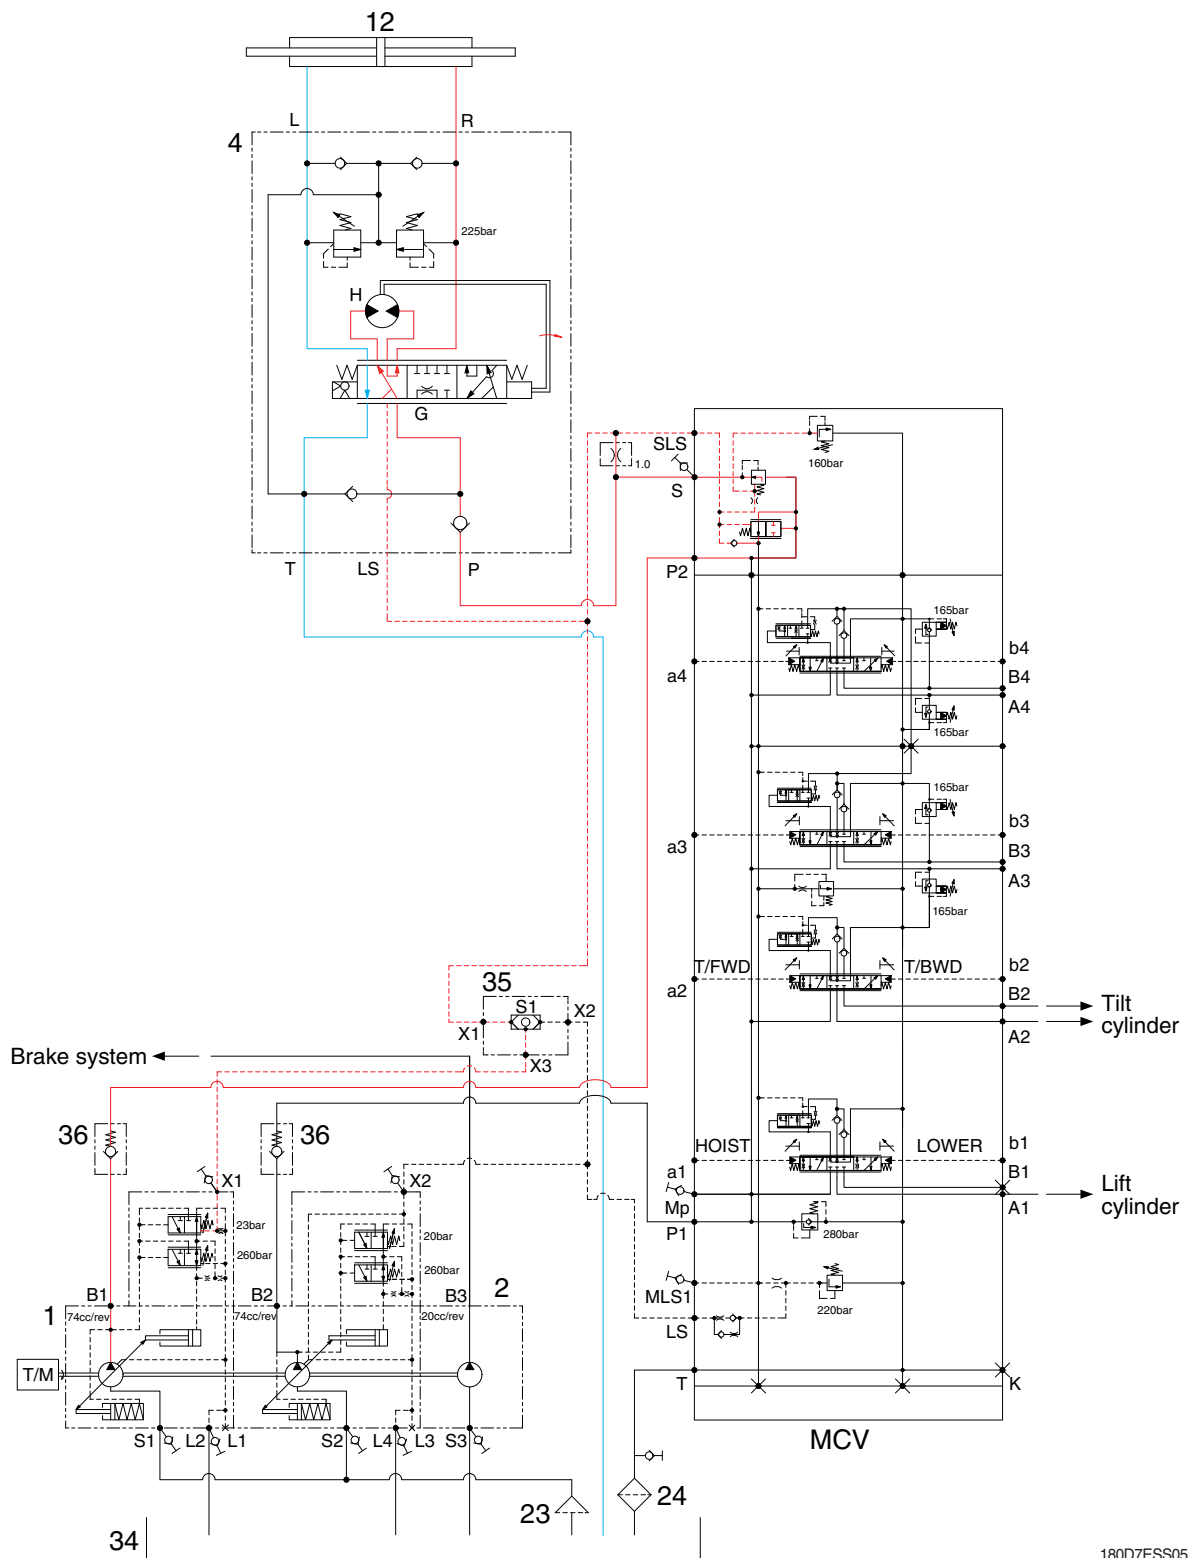 12
L R
4
225bar
H
G
SLS
160bar
1.0
S
T LS P
P2
165bar
b4
a4
B4
A4
165bar
165bar
b3
a3
B3
A3
165bar
T/FWD T/BWD b2
35
S1 X2
a2
B2
X1
Tilt
cylinder
A2
Brake system
X3
36 36
HOIST LOWER b1
X1 X2
a1
B1
Mp
A1
Lift
cylinder
P1
23bar 20bar
280bar
260bar 260bar
MLS1
B1 B2 B3 2
220bar
1 74cc/rev 74cc/rev 20cc/rev
LS
T/M
T K
S1 L2 L1 S2 L4 L3 S3
MCV
23 24
34
180D7ESS05